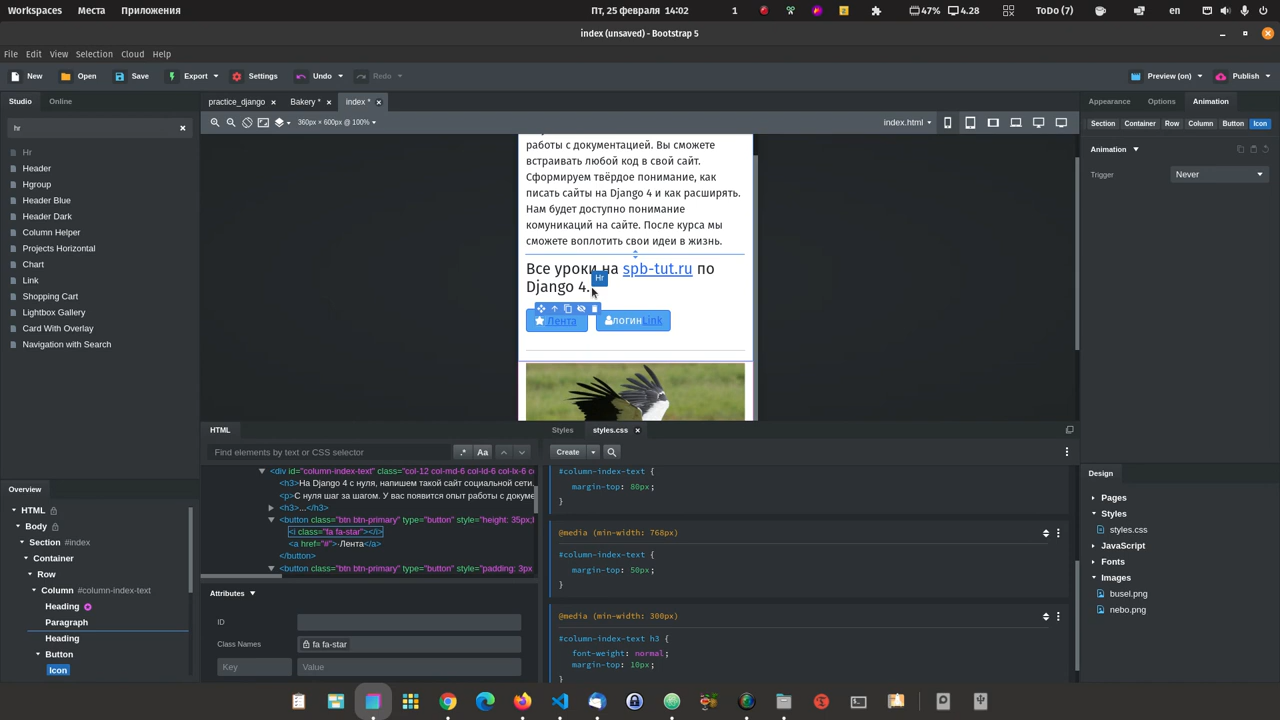 Workspaces Места Приложения Пт, 25 февраля 14:02 1 47% 4.28 ToDo (7) en
index (unsaved) - Bootstrap 5
File Edit View Selection Cloud Help
New Open Save Export Settings Undo Redo Preview (on) Publish
Studio Online practice_django Bakery * index * Appearance Options Animation
360px × 600px @ 100% index.html
hr
Section Container Row Column Button Icon
Animation
Trigger Never
Hr
Header
Hgroup
Header Blue
Header Dark
Column Helper
Projects Horizontal
Chart
Link
Shopping Cart
Lightbox Gallery
Card With Overlay
Navigation with Search
работы с документацией. Вы сможете
встраивать любой код в свой сайт.
Сформируем твёрдое понимание, как
писать сайты на Django 4 и как расширять.
Нам будет доступно понимание
комуникаций на сайте. После курса мы
сможете воплотить свои идеи в жизнь.
Все уроки на spb-tut.ru по
Django 4.
Hr
Лента логинLink
HTML Styles styles.css
Find elements by text or CSS selector .* Aa Create
<div id="column-index-text" class="col-12 col-md-6 col-ld-6 col-lx-6 c
<h3>На Django 4 с нуля, напишем такой сайт социальной сети.
<p>С нуля шаг за шагом. У вас появится опыт работы с докуме
<h3>...</h3>
<button class="btn btn-primary" type="button" style="height: 35px;
<i class="fa fa-star"></i>
<a href="#">·Лента</a>
</button>
<button class="btn btn-primary" type="button" style="padding: 3px
Attributes
ID
Class Names fa fa-star
Key Value
#column-index-text {
margin-top: 80px;
}
@media (min-width: 768px)
#column-index-text {
margin-top: 50px;
}
@media (min-width: 300px)
#column-index-text h3 {
font-weight: normal;
margin-top: 10px;
}
Overview
HTML
Body
Section #index
Container
Row
Column #column-index-text
Heading
Paragraph
Heading
Button
Icon
Design
Pages
Styles
styles.css
JavaScript
Fonts
Images
busel.png
nebo.png